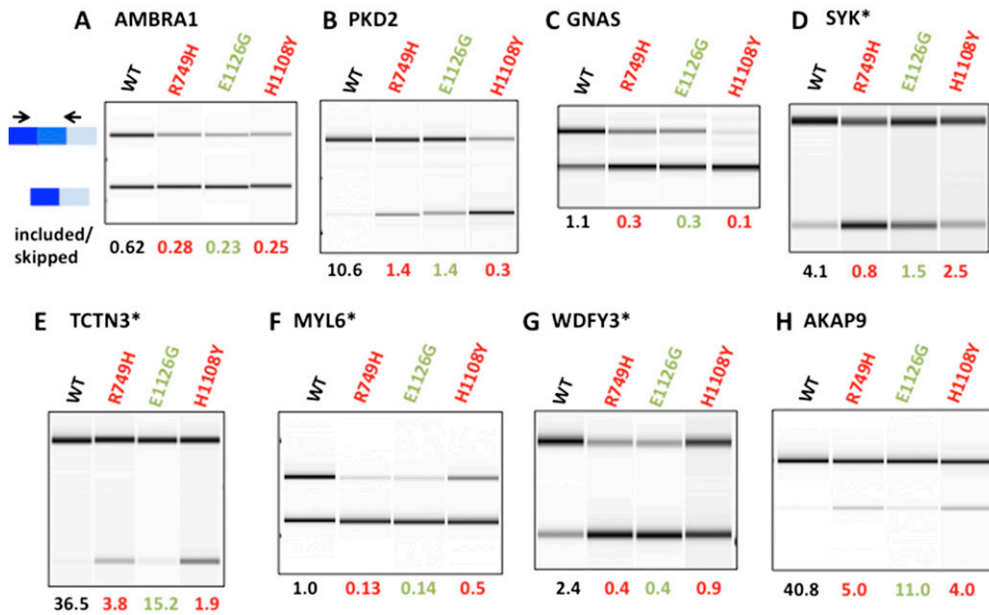 A AMBRA1
WT R749H E1126G H1108Y
included/
skipped
0.62 0.28 0.23 0.25
B PKD2
WT R749H E1126G H1108Y
10.6 1.4 1.4 0.3
C GNAS
WT R749H E1126G H1108Y
1.1 0.3 0.3 0.1
D SYK*
WT R749H E1126G H1108Y
4.1 0.8 1.5 2.5
E TCTN3*
WT R749H E1126G H1108Y
36.5 3.8 15.2 1.9
F MYL6*
WT R749H E1126G H1108Y
1.0 0.13 0.14 0.5
G WDFY3*
WT R749H E1126G H1108Y
2.4 0.4 0.4 0.9
H AKAP9
WT R749H E1126G H1108Y
40.8 5.0 11.0 4.0